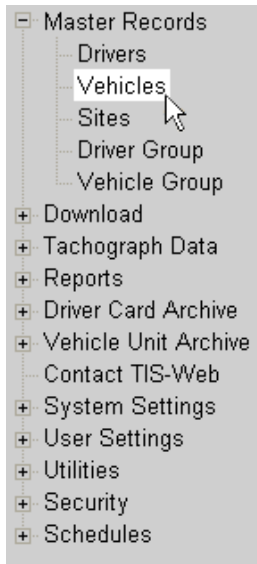 Master Records
Drivers
Vehicles
Sites
Driver Group
Vehicle Group
Download
Tachograph Data
Reports
Driver Card Archive
Vehicle Unit Archive
Contact TIS-Web
System Settings
User Settings
Utilities
Security
Schedules